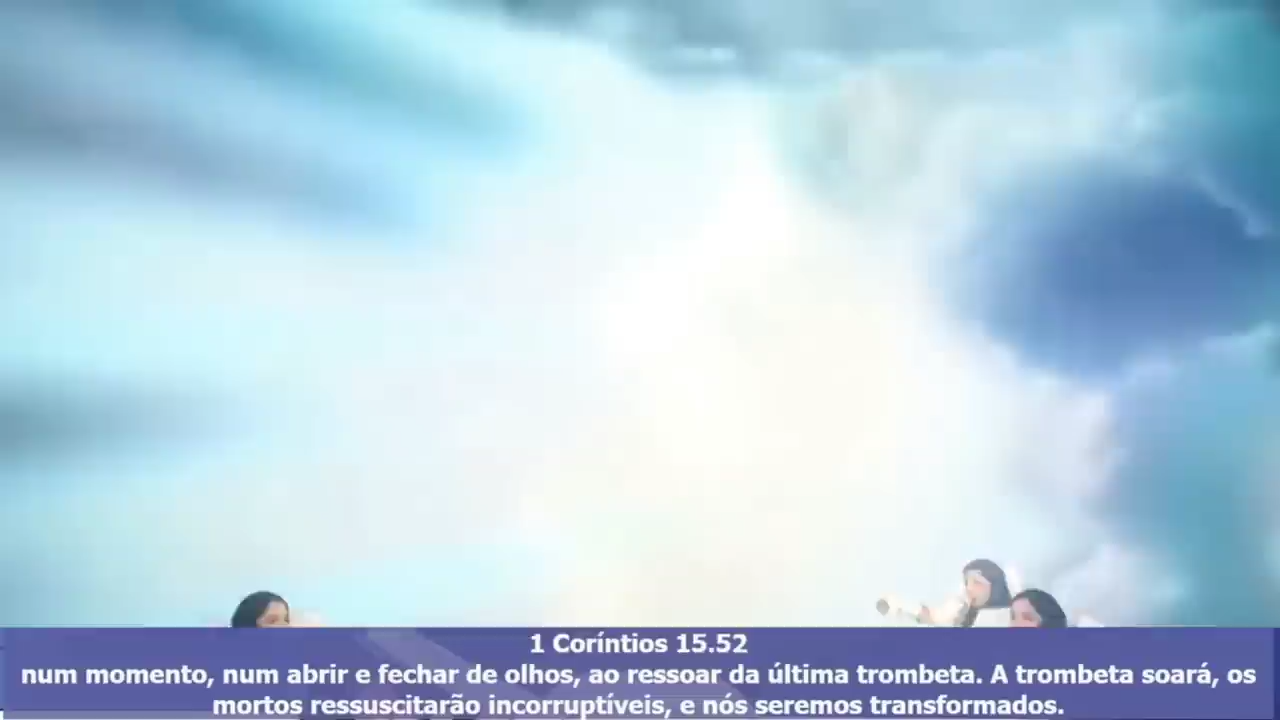 1 Coríntios 15.52
num momento, num abrir e fechar de olhos, ao ressoar da última trombeta. A trombeta soará, os
mortos ressuscitarão incorruptíveis, e nós seremos transformados.